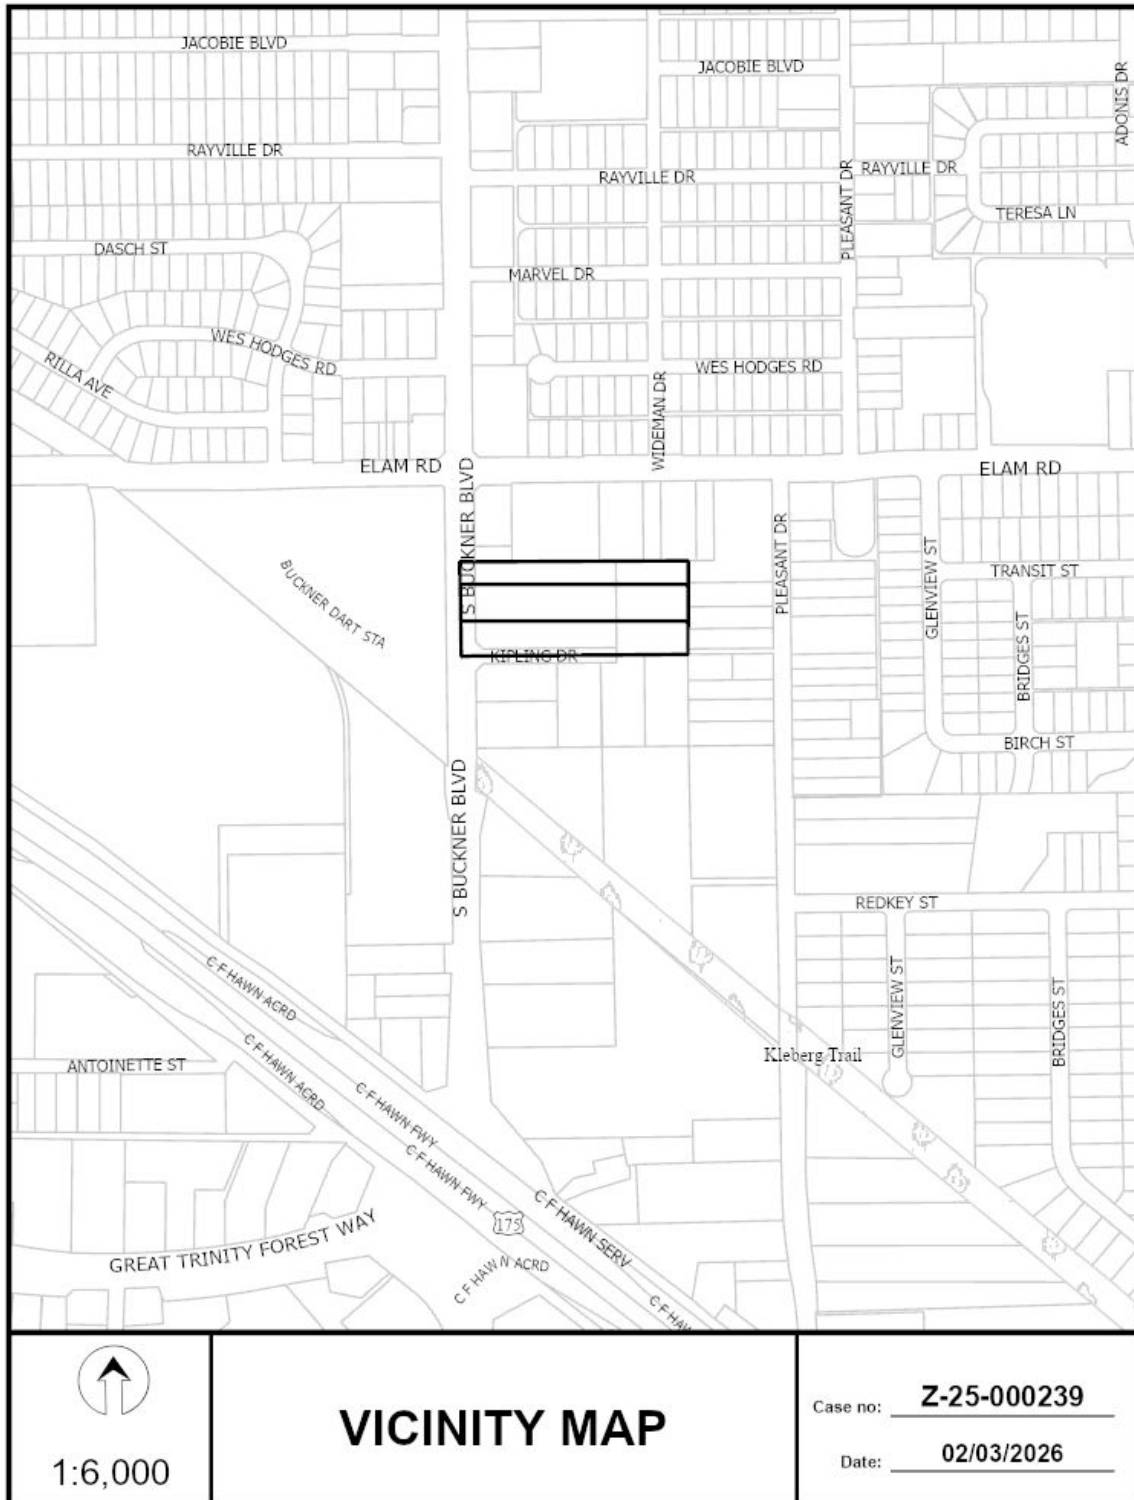 JACOBIE BLVD
JACOBIE BLVD
ADONIS DR
RAYVILLE DR
RAYVILLE DR
PLEASANT DR
RAYVILLE DR
TERESA LN
DASCH ST
MARVEL DR
WES HODGES RD
RILLA AVE
WES HODGES RD
WIDEMAN DR
ELAM RD
ELAM RD
S BUCKNER BLVD
PLEASANT DR
GLENVIEW ST
TRANSIT ST
BUCKNER DART STA
BRIDGES ST
KIPLING DR
BIRCH ST
S BUCKNER BLVD
REDKEY ST
C F HAWN ACRD
GLENVIEW ST
BRIDGES ST
Kleberg Trail
ANTOINETTE ST
C F HAWN ACRD
C F HAWN FWY
C F HAWN FWY
175
C F HAWN SERV
GREAT TRINITY FOREST WAY
C F HAWN ACRD
C F HAW
1:6,000
VICINITY MAP
Case no: Z-25-000239
Date: 02/03/2026